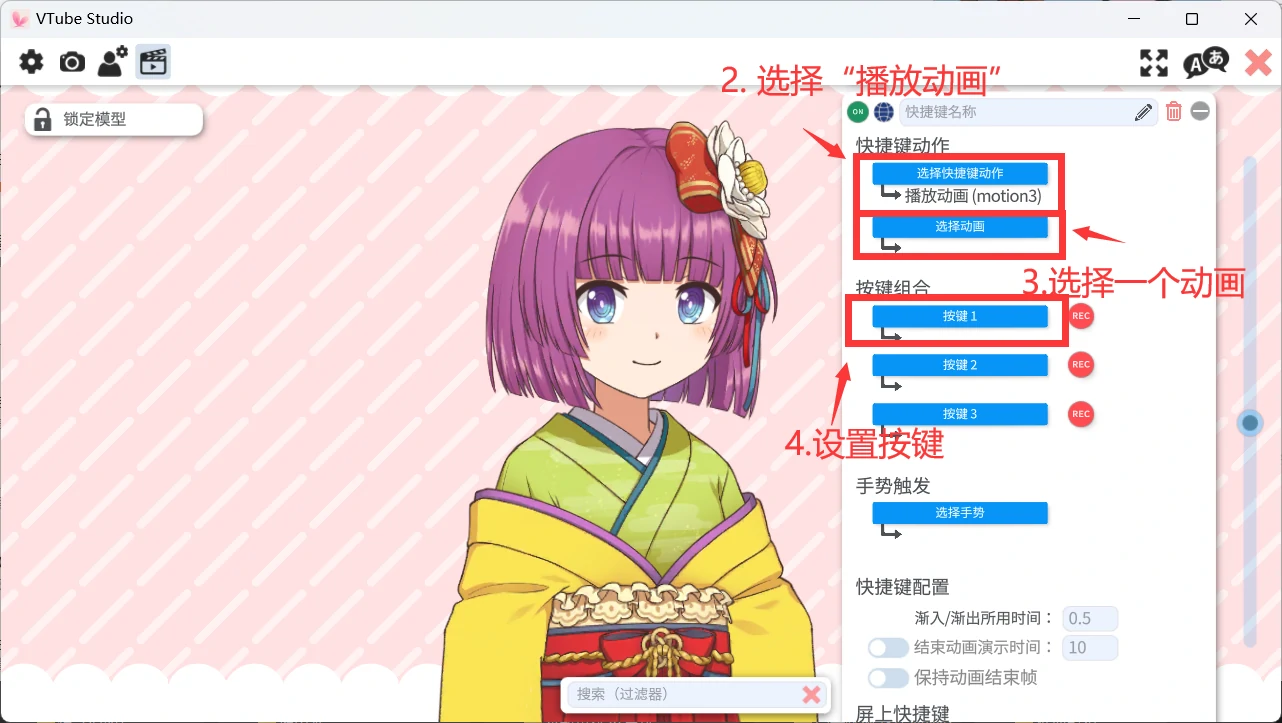 VTube Studio
2. 选择 “播放动画”
锁定模型
ON
快捷键名称
快捷键动作
选择快捷键动作
播放动画 (motion3)
选择动画
3.选择一个动画
按键组合
按键 1
REC
按键 2
REC
按键 3
REC
4.设置按键
手势触发
选择手势
快捷键配置
渐入/渐出所用时间：
0.5
结束动画演示时间：
10
保持动画结束帧
搜索（过滤器）
屏上快捷键